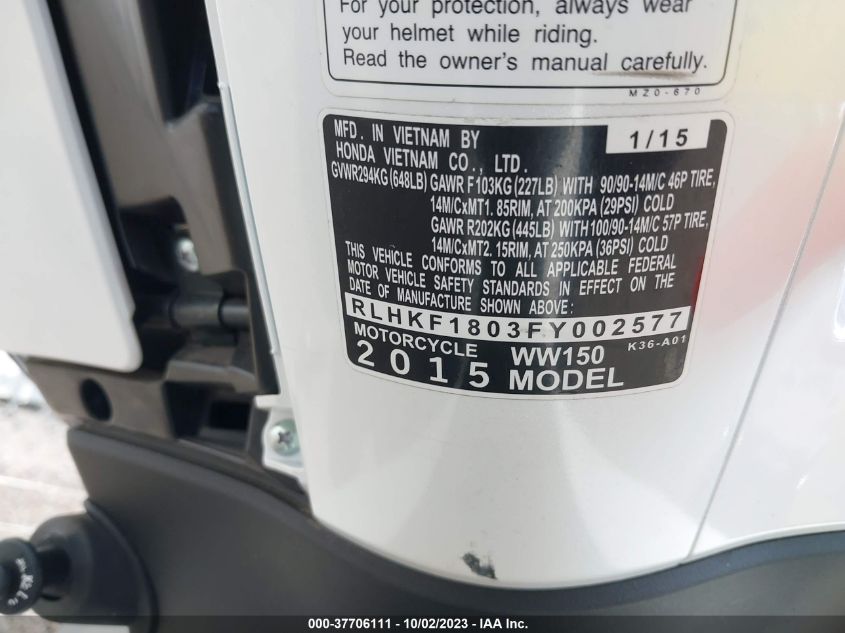 For your protection, always wear
your helmet while riding.
Read the owner's manual carefully.
MZ0-670
MFD. IN VIETNAM BY 1/15
HONDA VIETNAM CO., LTD.
GVWR294KG(648LB) GAWR F103KG(227LB) WITH 90/90-14M/C 46P TIRE,
14M/CxMT1.85RIM, AT 200KPA(29PSI) COLD
GAWR R202KG(445LB) WITH100/90-14M/C 57P TIRE,
14M/CxMT2.15RIM, AT 250KPA(36PSI) COLD
THIS VEHICLE CONFORMS TO ALL APPLICABLE FEDERAL
MOTOR VEHICLE SAFETY STANDARDS IN EFFECT ON THE
DATE OF MANUFACTURE SHOWN ABOVE:
RLHKF1803FY002577
MOTORCYCLE WW150 K36-A01
2015 MODEL
000-37706111 - 10/02/2023 - IAA Inc.